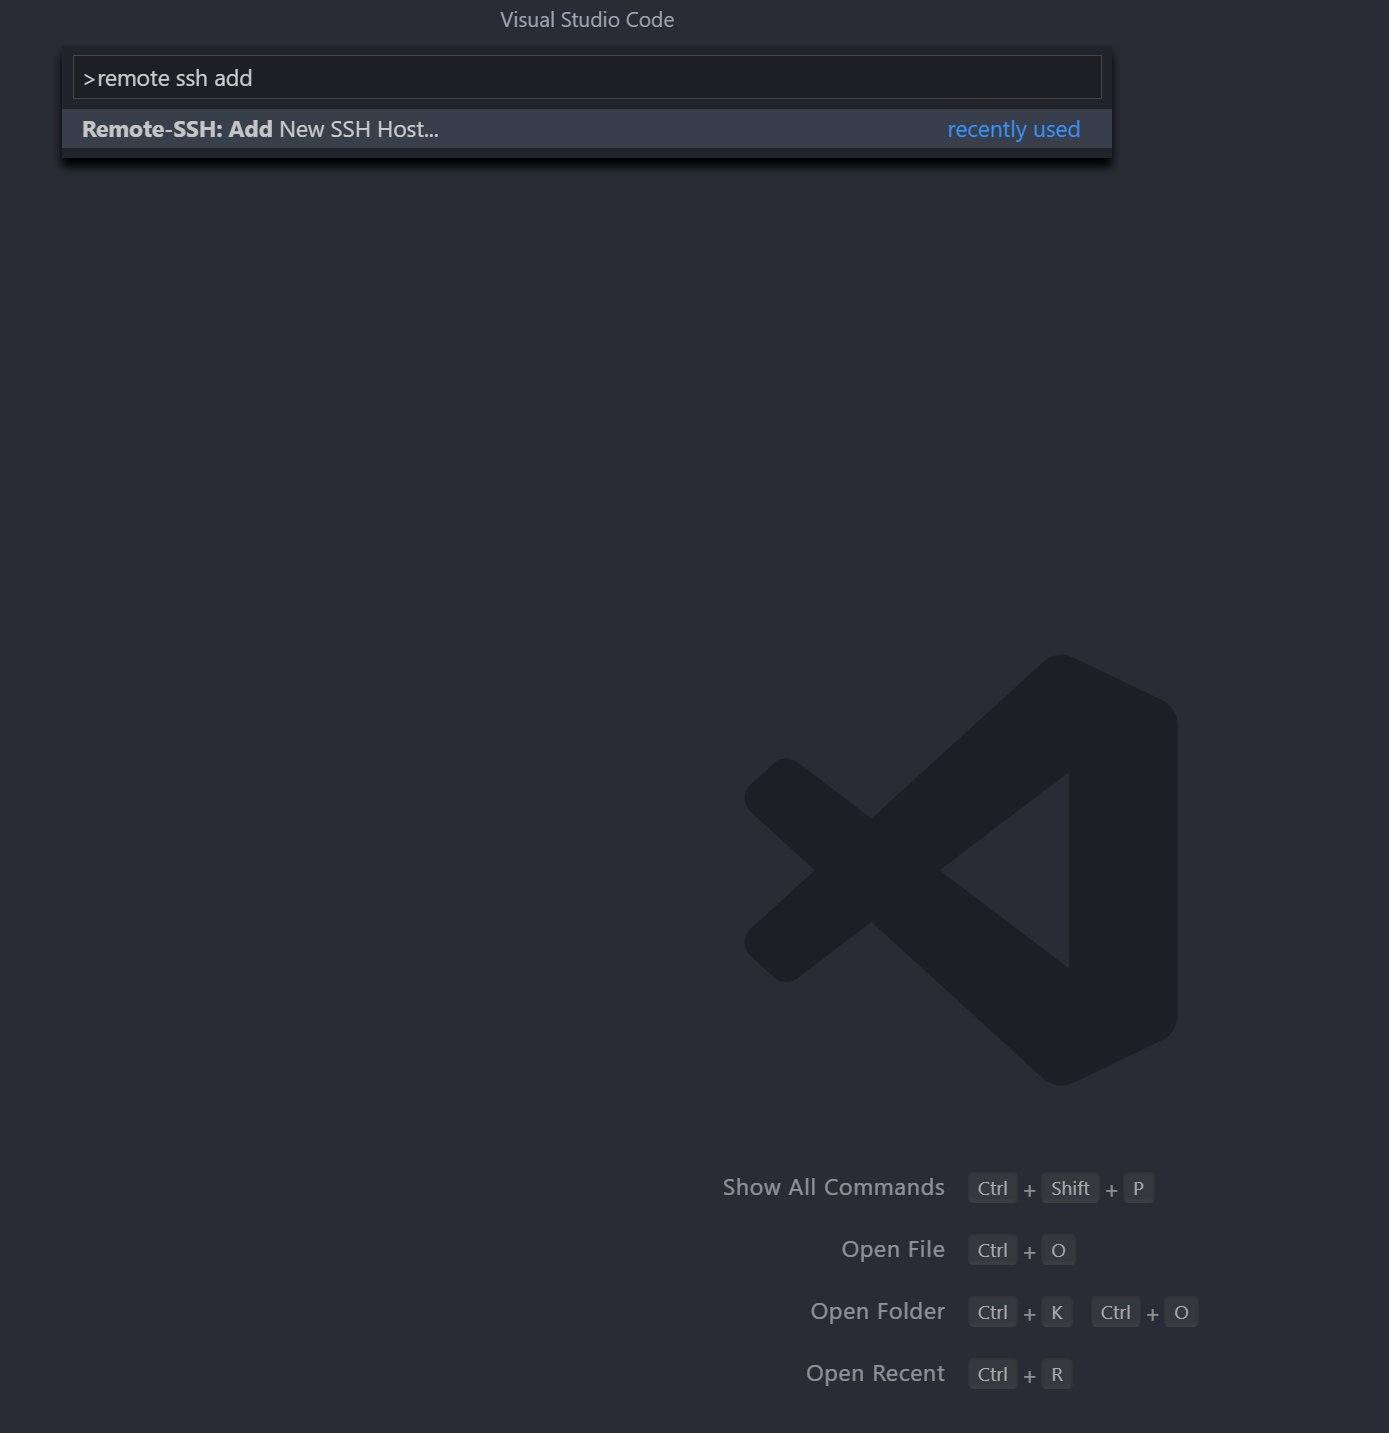 Visual Studio Code
>remote ssh add
Remote-SSH: Add New SSH Host... recently used
Show All Commands Ctrl + Shift + P
Open File Ctrl + O
Open Folder Ctrl + K Ctrl + O
Open Recent Ctrl + R